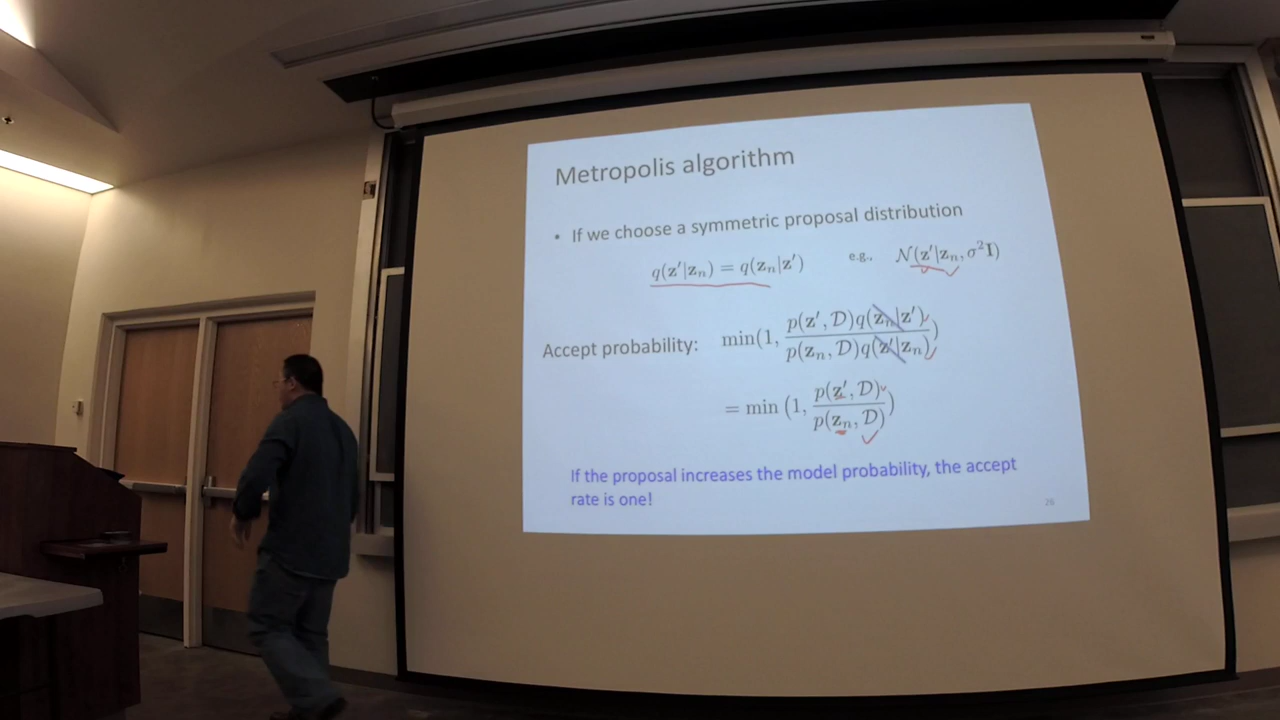 Metropolis algorithm
• If we choose a symmetric proposal distribution
q(z′|zₙ) = q(zₙ|z′) e.g., 𝒩(z′|zₙ, σ²I)
Accept probability: min(1, p(z′, 𝒟)q(zₙ|z′) / p(zₙ, 𝒟)q(z′|zₙ))
= min (1, p(z′, 𝒟) / p(zₙ, 𝒟))
If the proposal increases the model probability, the accept
rate is one!